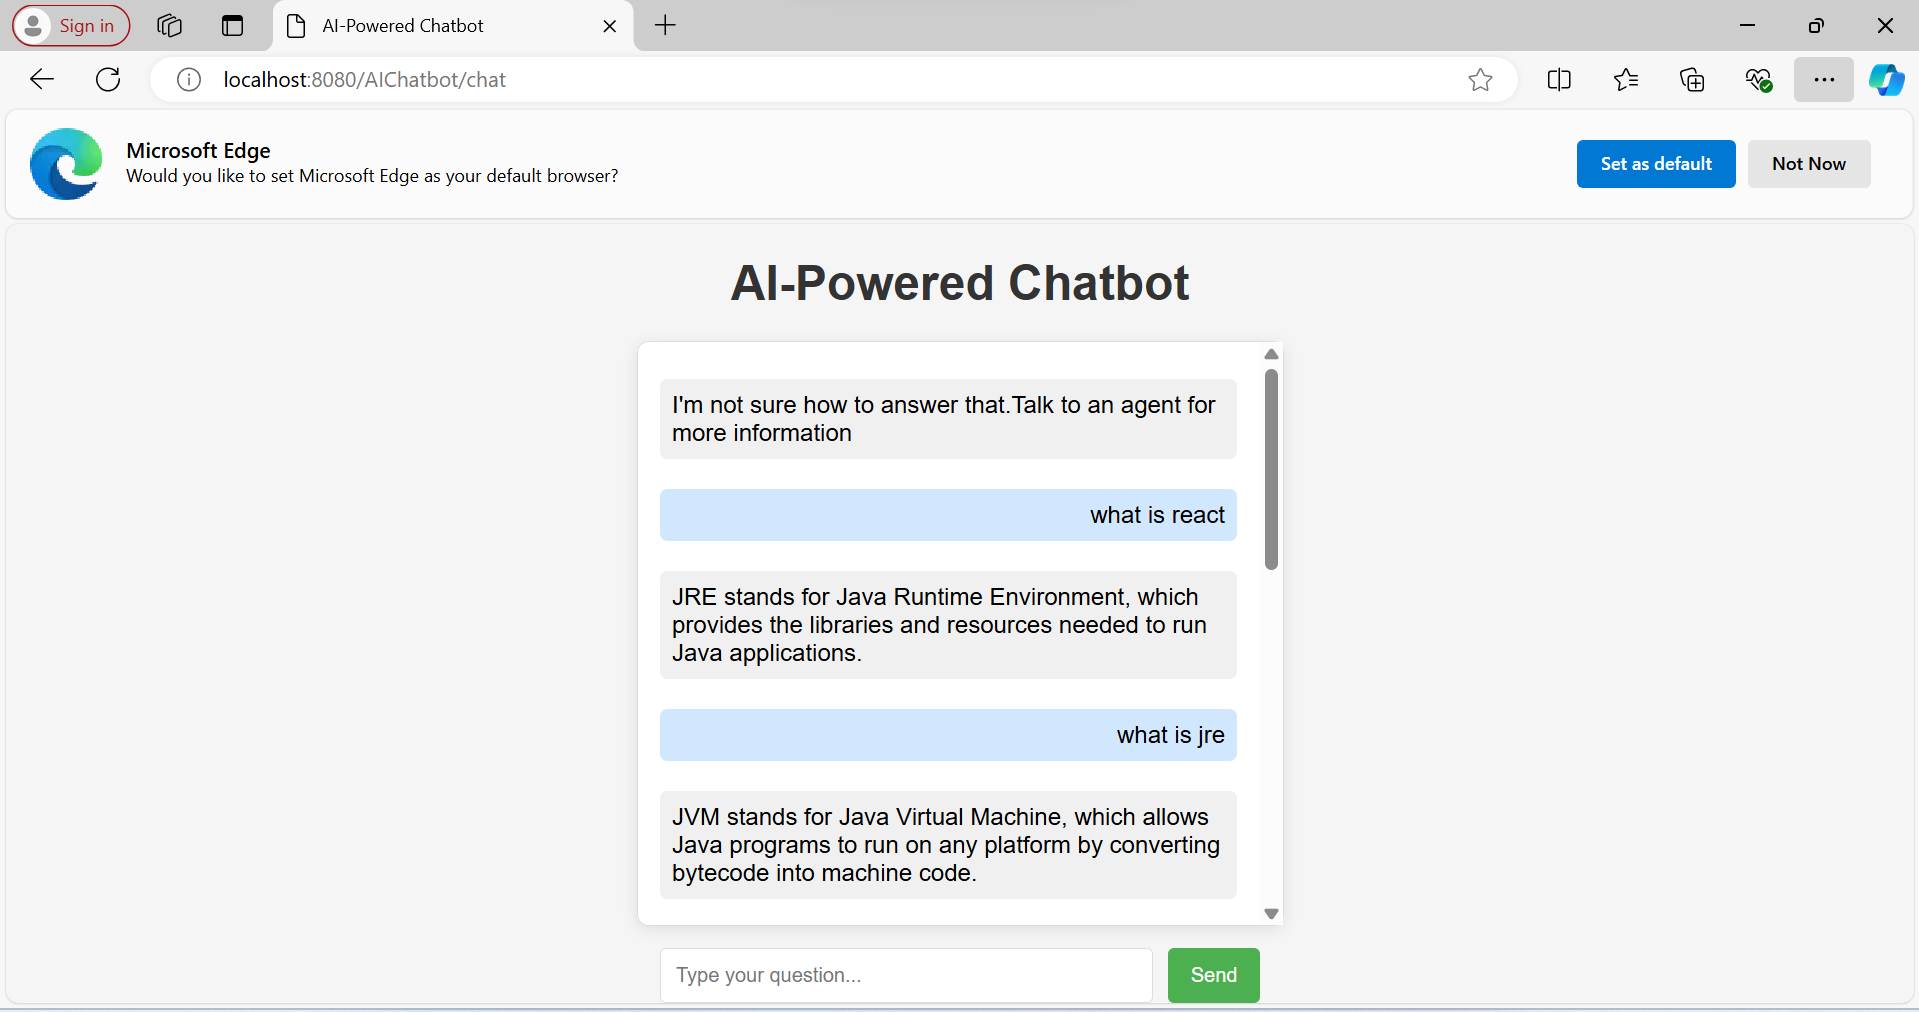 Sign in
AI-Powered Chatbot
localhost:8080/AIChatbot/chat
Microsoft Edge
Would you like to set Microsoft Edge as your default browser?
Set as default
Not Now
AI-Powered Chatbot
I'm not sure how to answer that.Talk to an agent for
more information
what is react
JRE stands for Java Runtime Environment, which
provides the libraries and resources needed to run
Java applications.
what is jre
JVM stands for Java Virtual Machine, which allows
Java programs to run on any platform by converting
bytecode into machine code.
Type your question...
Send